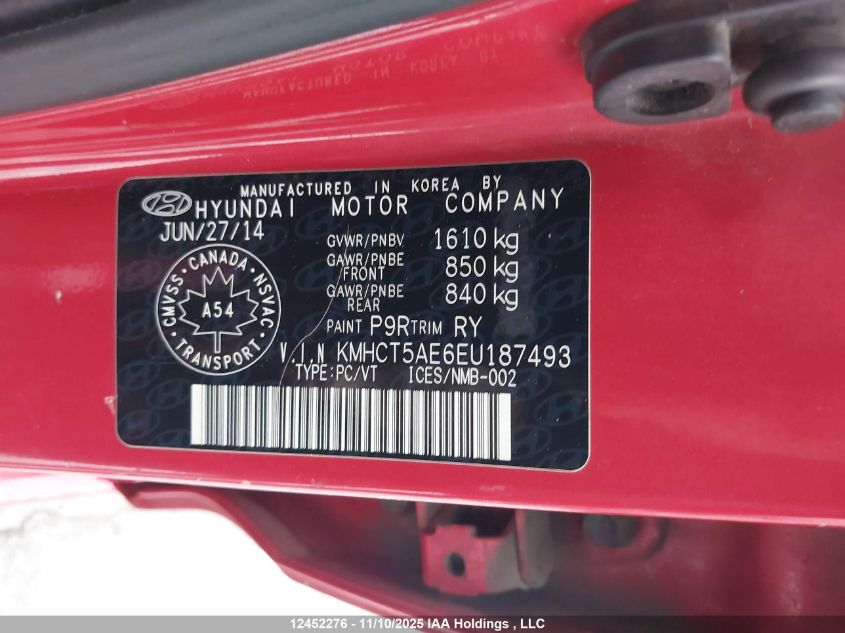 MANUFACTURED IN KOREA BY
HYUNDAI MOTOR COMPANY
JUN/27/14
GVWR/PNBV 1610 kg
GAWR/PNBE FRONT 850 kg
GAWR/PNBE REAR 840 kg
CMVSS · CANADA · NSVAC
A54
TRANSPORT
PAINT P9R TRIM RY
V.I.N KMHCT5AE6EU187493
TYPE:PC/VT ICES/NMB-002
12452276 - 11/10/2025 IAA Holdings , LLC